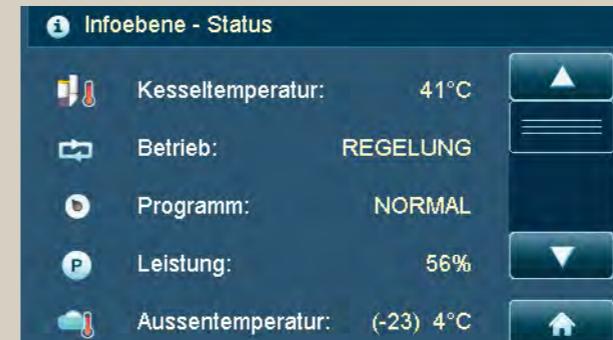 Infoebene - Status
Kesseltemperatur: 41°C
Betrieb: REGELUNG
Programm: NORMAL
P Leistung: 56%
Aussentemperatur: (-23) 4°C